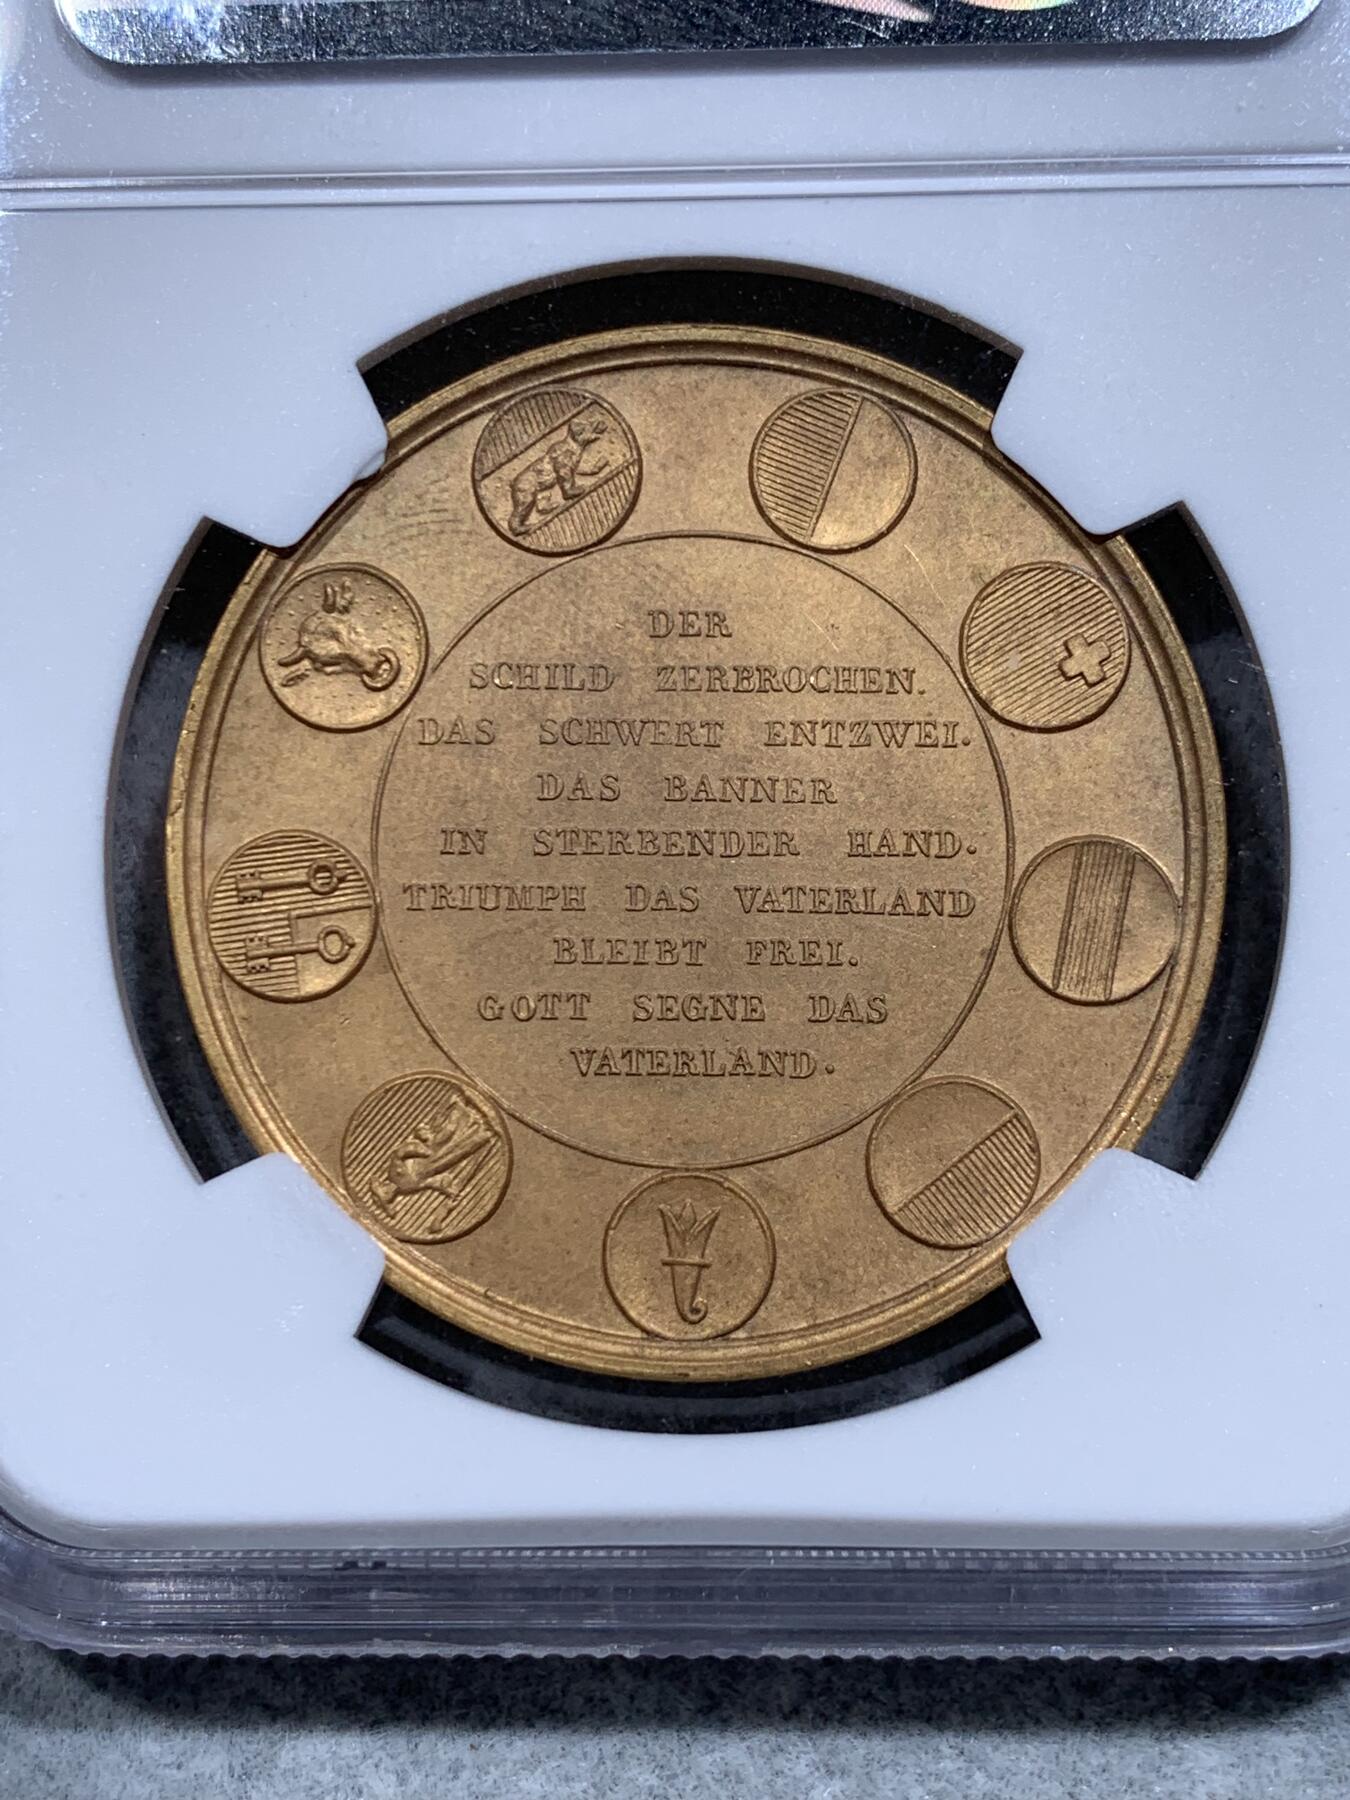 DER
SCHILD ZERBROCHEN.
DAS SCHWERT ENTZWEI.
DAS BANNER
IN STERBENDER HAND.
TRIUMPH DAS VATERLAND
BLEIBT FREI.
GOTT SEGNE DAS
VATERLAND.